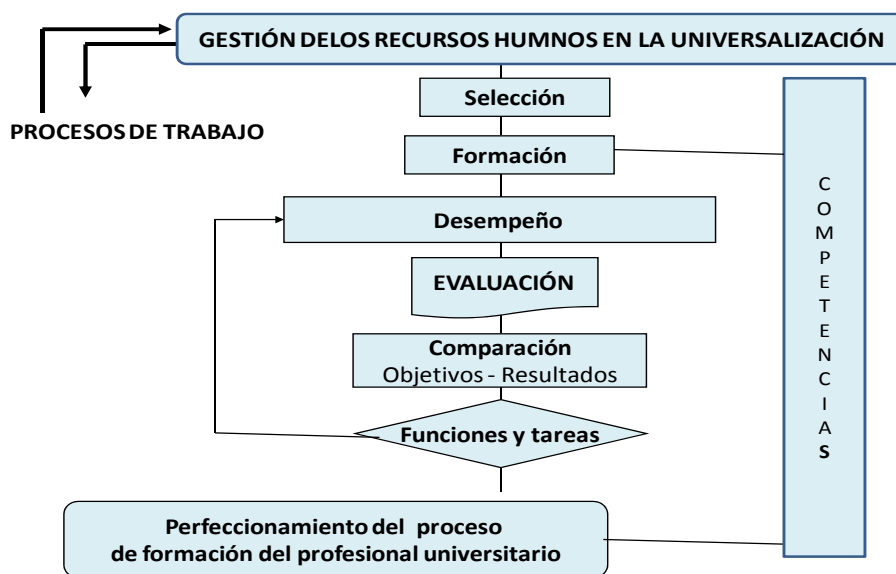 GESTIÓN DELOS RECURSOS HUMNOS EN LA UNIVERSALIZACIÓN
Selección
PROCESOS DE TRABAJO
Formación
Desempeño
EVALUACIÓN
Comparación
Objetivos - Resultados
Funciones y tareas
Perfeccionamiento del proceso
de formación del profesional universitario
C
O
M
P
E
T
E
N
C
I
A
S